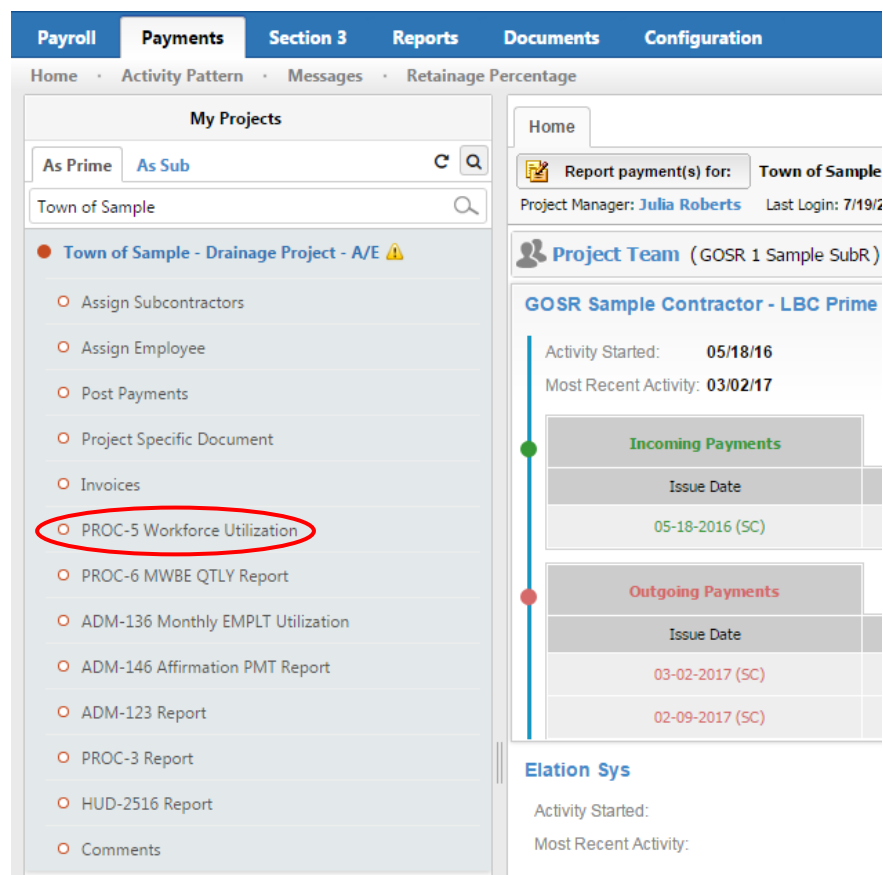 Payroll Payments Section 3 Reports Documents Configuration
Home · Activity Pattern · Messages · Retainage Percentage
My Projects
As Prime As Sub
Town of Sample
Town of Sample - Drainage Project - A/E
Assign Subcontractors
Assign Employee
Post Payments
Project Specific Document
Invoices
PROC-5 Workforce Utilization
PROC-6 MWBE QTLY Report
ADM-136 Monthly EMPLT Utilization
ADM-146 Affirmation PMT Report
ADM-123 Report
PROC-3 Report
HUD-2516 Report
Comments
Home
Report payment(s) for: Town of Sample
Project Manager: Julia Roberts Last Login: 7/19/2
Project Team (GOSR 1 Sample SubR)
GOSR Sample Contractor - LBC Prime
Activity Started: 05/18/16
Most Recent Activity: 03/02/17
Incoming Payments
Issue Date
05-18-2016 (SC)
Outgoing Payments
Issue Date
03-02-2017 (SC)
02-09-2017 (SC)
Elation Sys
Activity Started:
Most Recent Activity: